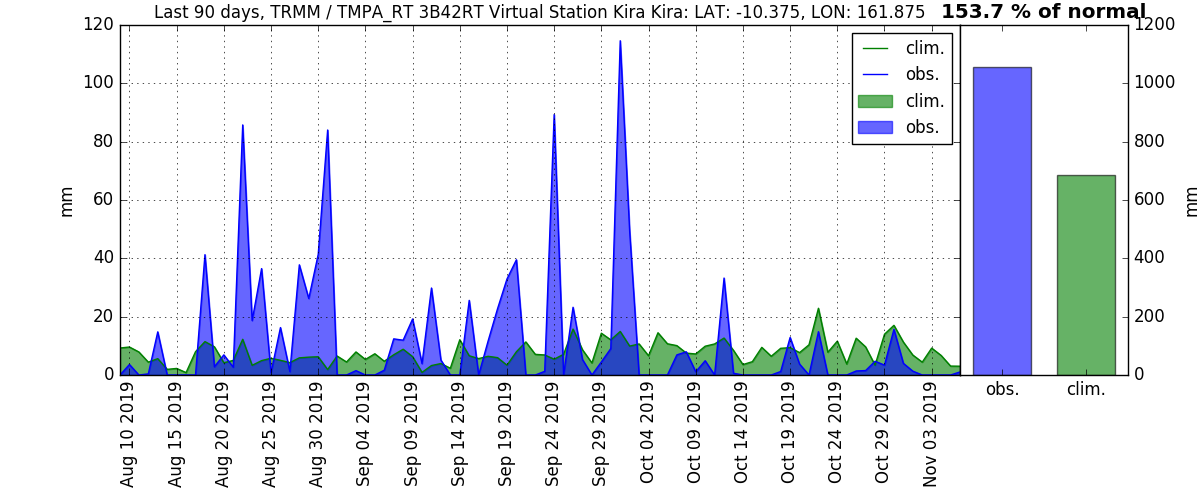 Last 90 days, TRMM / TMPA_RT 3B42RT Virtual Station Kira Kira: LAT: -10.375, LON: 161.875 153.7 % of normal
120
100
80
60
40
20
0
mm
clim.
obs.
clim.
obs.
1200
1000
800
600
400
200
0
mm
obs.
clim.
Aug 10 2019
Aug 15 2019
Aug 20 2019
Aug 25 2019
Aug 30 2019
Sep 04 2019
Sep 09 2019
Sep 14 2019
Sep 19 2019
Sep 24 2019
Sep 29 2019
Oct 04 2019
Oct 09 2019
Oct 14 2019
Oct 19 2019
Oct 24 2019
Oct 29 2019
Nov 03 2019